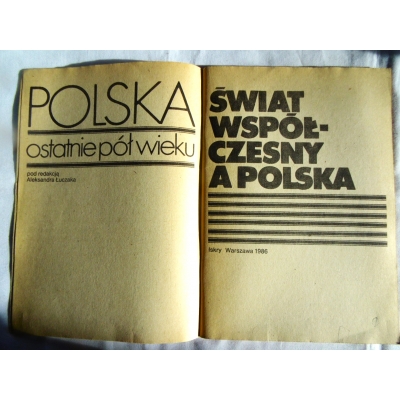 POLSKA
ostatnie pół wieku
pod redakcją
Aleksandra Łuczaka
ŚWIAT
WSPÓŁ-
CZESNY
A POLSKA
Iskry Warszawa 1986